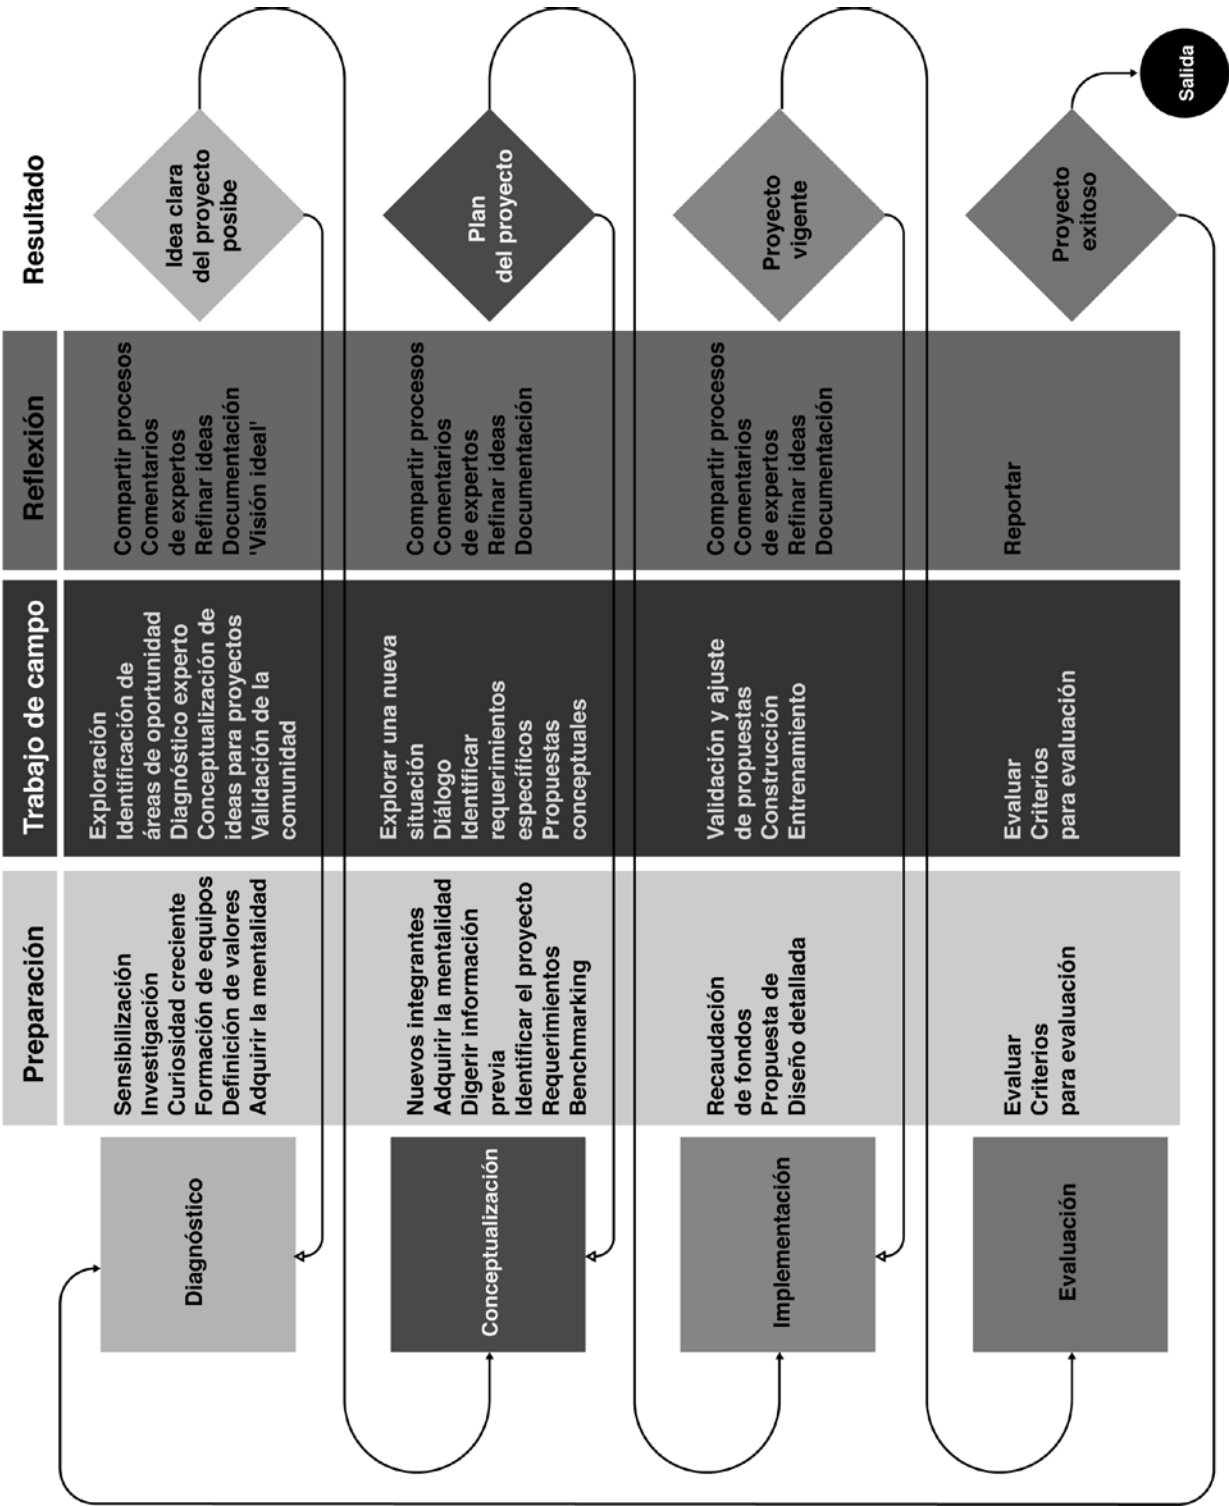 Preparación
Trabajo de campo
Reflexión
Resultado
Diagnóstico
Sensibilización
Investigación
Curiosidad creciente
Formación de equipos
Definición de valores
Adquirir la mentalidad
Exploración
Identificación de
áreas de oportunidad
Diagnóstico experto
Conceptualización de
ideas para proyectos
Validación de la
comunidad
Compartir procesos
Comentarios
de expertos
Refinar ideas
Documentación
'Visión ideal'
Idea clara
del proyecto
posibe
Conceptualización
Nuevos integrantes
Adquirir la mentalidad
Digerir información
previa
Identificar el proyecto
Requerimientos
Benchmarking
Explorar una nueva
situación
Diálogo
Identificar
requerimientos
específicos
Propuestas
conceptuales
Compartir procesos
Comentarios
de expertos
Refinar ideas
Documentación
Plan
del proyecto
Implementación
Recaudación
de fondos
Propuesta de
Diseño detallada
Validación y ajuste
de propuestas
Construcción
Entrenamiento
Compartir procesos
Comentarios
de expertos
Refinar ideas
Documentación
Proyecto
vigente
Evaluación
Evaluar
Criterios
para evaluación
Evaluar
Criterios
para evaluación
Reportar
Proyecto
exitoso
Salida